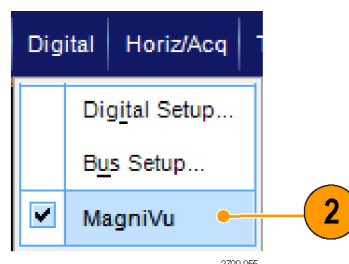 Digital Horiz/Acq
Digital Setup...
Bus Setup...
MagniVu
2